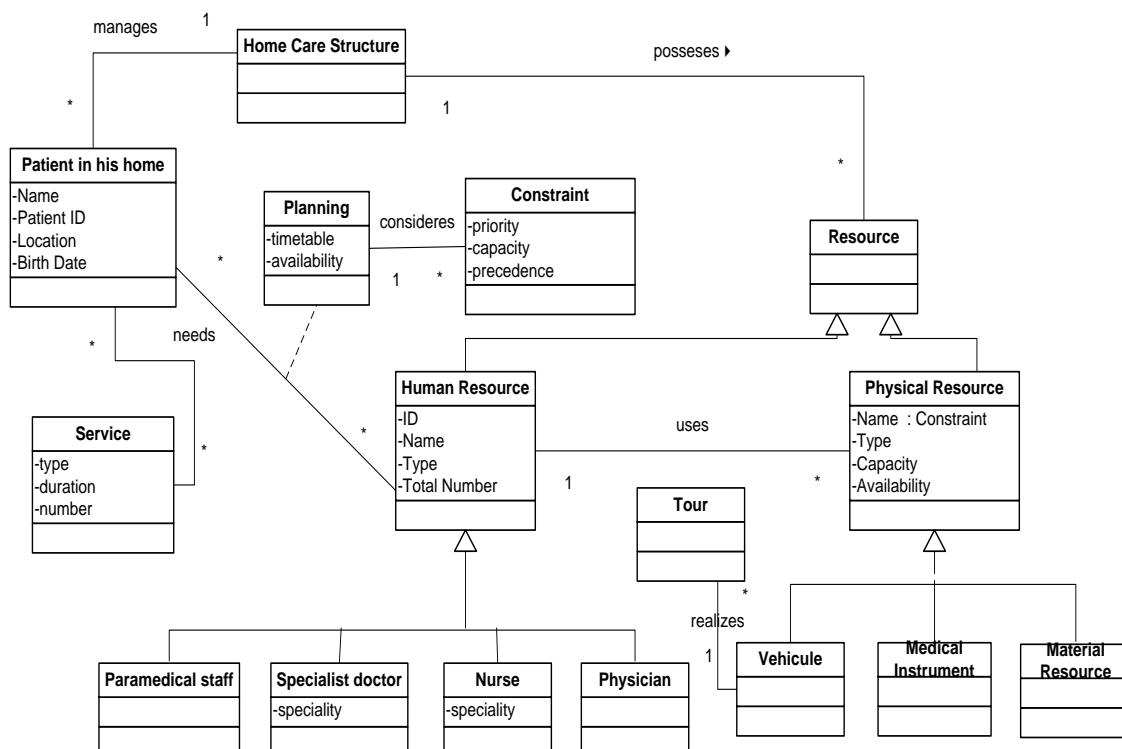 manages
1
Home Care Structure
posseses
1
*
*
Patient in his home
-Name
-Patient ID
-Location
-Birth Date
*
Planning
-timetable
-availability
consideres
1
*
Constraint
-priority
-capacity
-precedence
Resource
needs
*
*
Service
-type
-duration
-number
*
Human Resource
-ID
-Name
-Type
-Total Number
uses
1
*
Physical Resource
-Name : Constraint
-Type
-Capacity
-Availability
Tour
*
realizes
1
Paramedical staff
Specialist doctor
-speciality
Nurse
-speciality
Physician
Vehicule
Medical
Instrument
Material
Resource